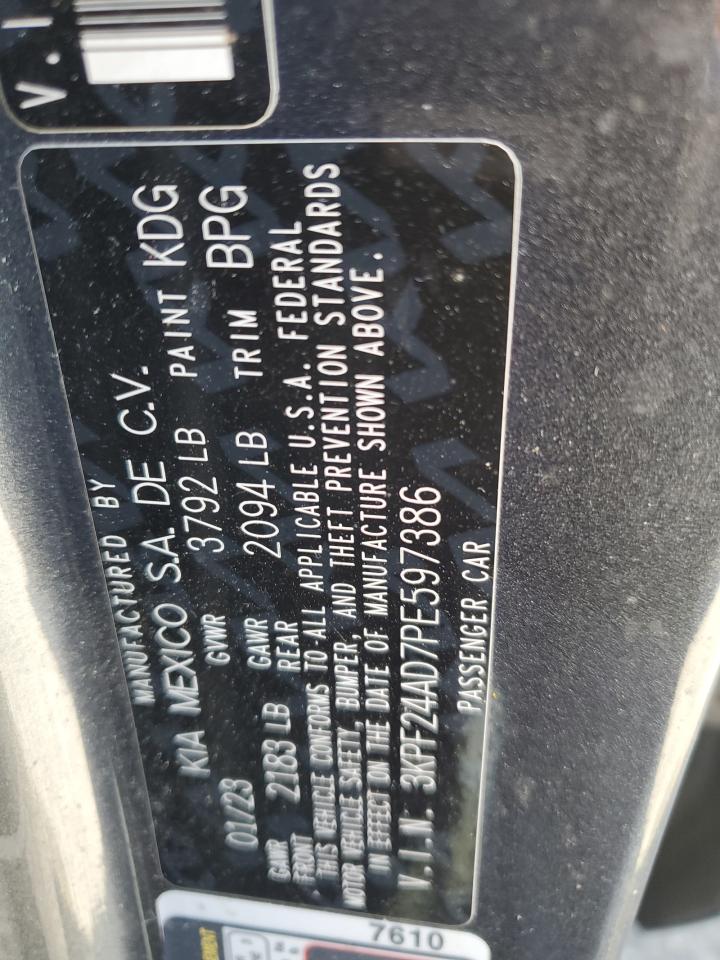 V.I
MANUFACTURED BY
KIA MEXICO S.A. DE C.V.
01/23 GVWR 3792 LB PAINT KDG
GAWR FRONT 2183 LB GAWR REAR 2094 LB TRIM BPG
THIS VEHICLE CONFORMS TO ALL APPLICABLE U.S.A. FEDERAL
MOTOR VEHICLE SAFETY, BUMPER, AND THEFT PREVENTION STANDARDS
IN EFFECT ON THE DATE OF MANUFACTURE SHOWN ABOVE.
V.I.N. 3KPF24AD7PE597386
PASSENGER CAR
7610